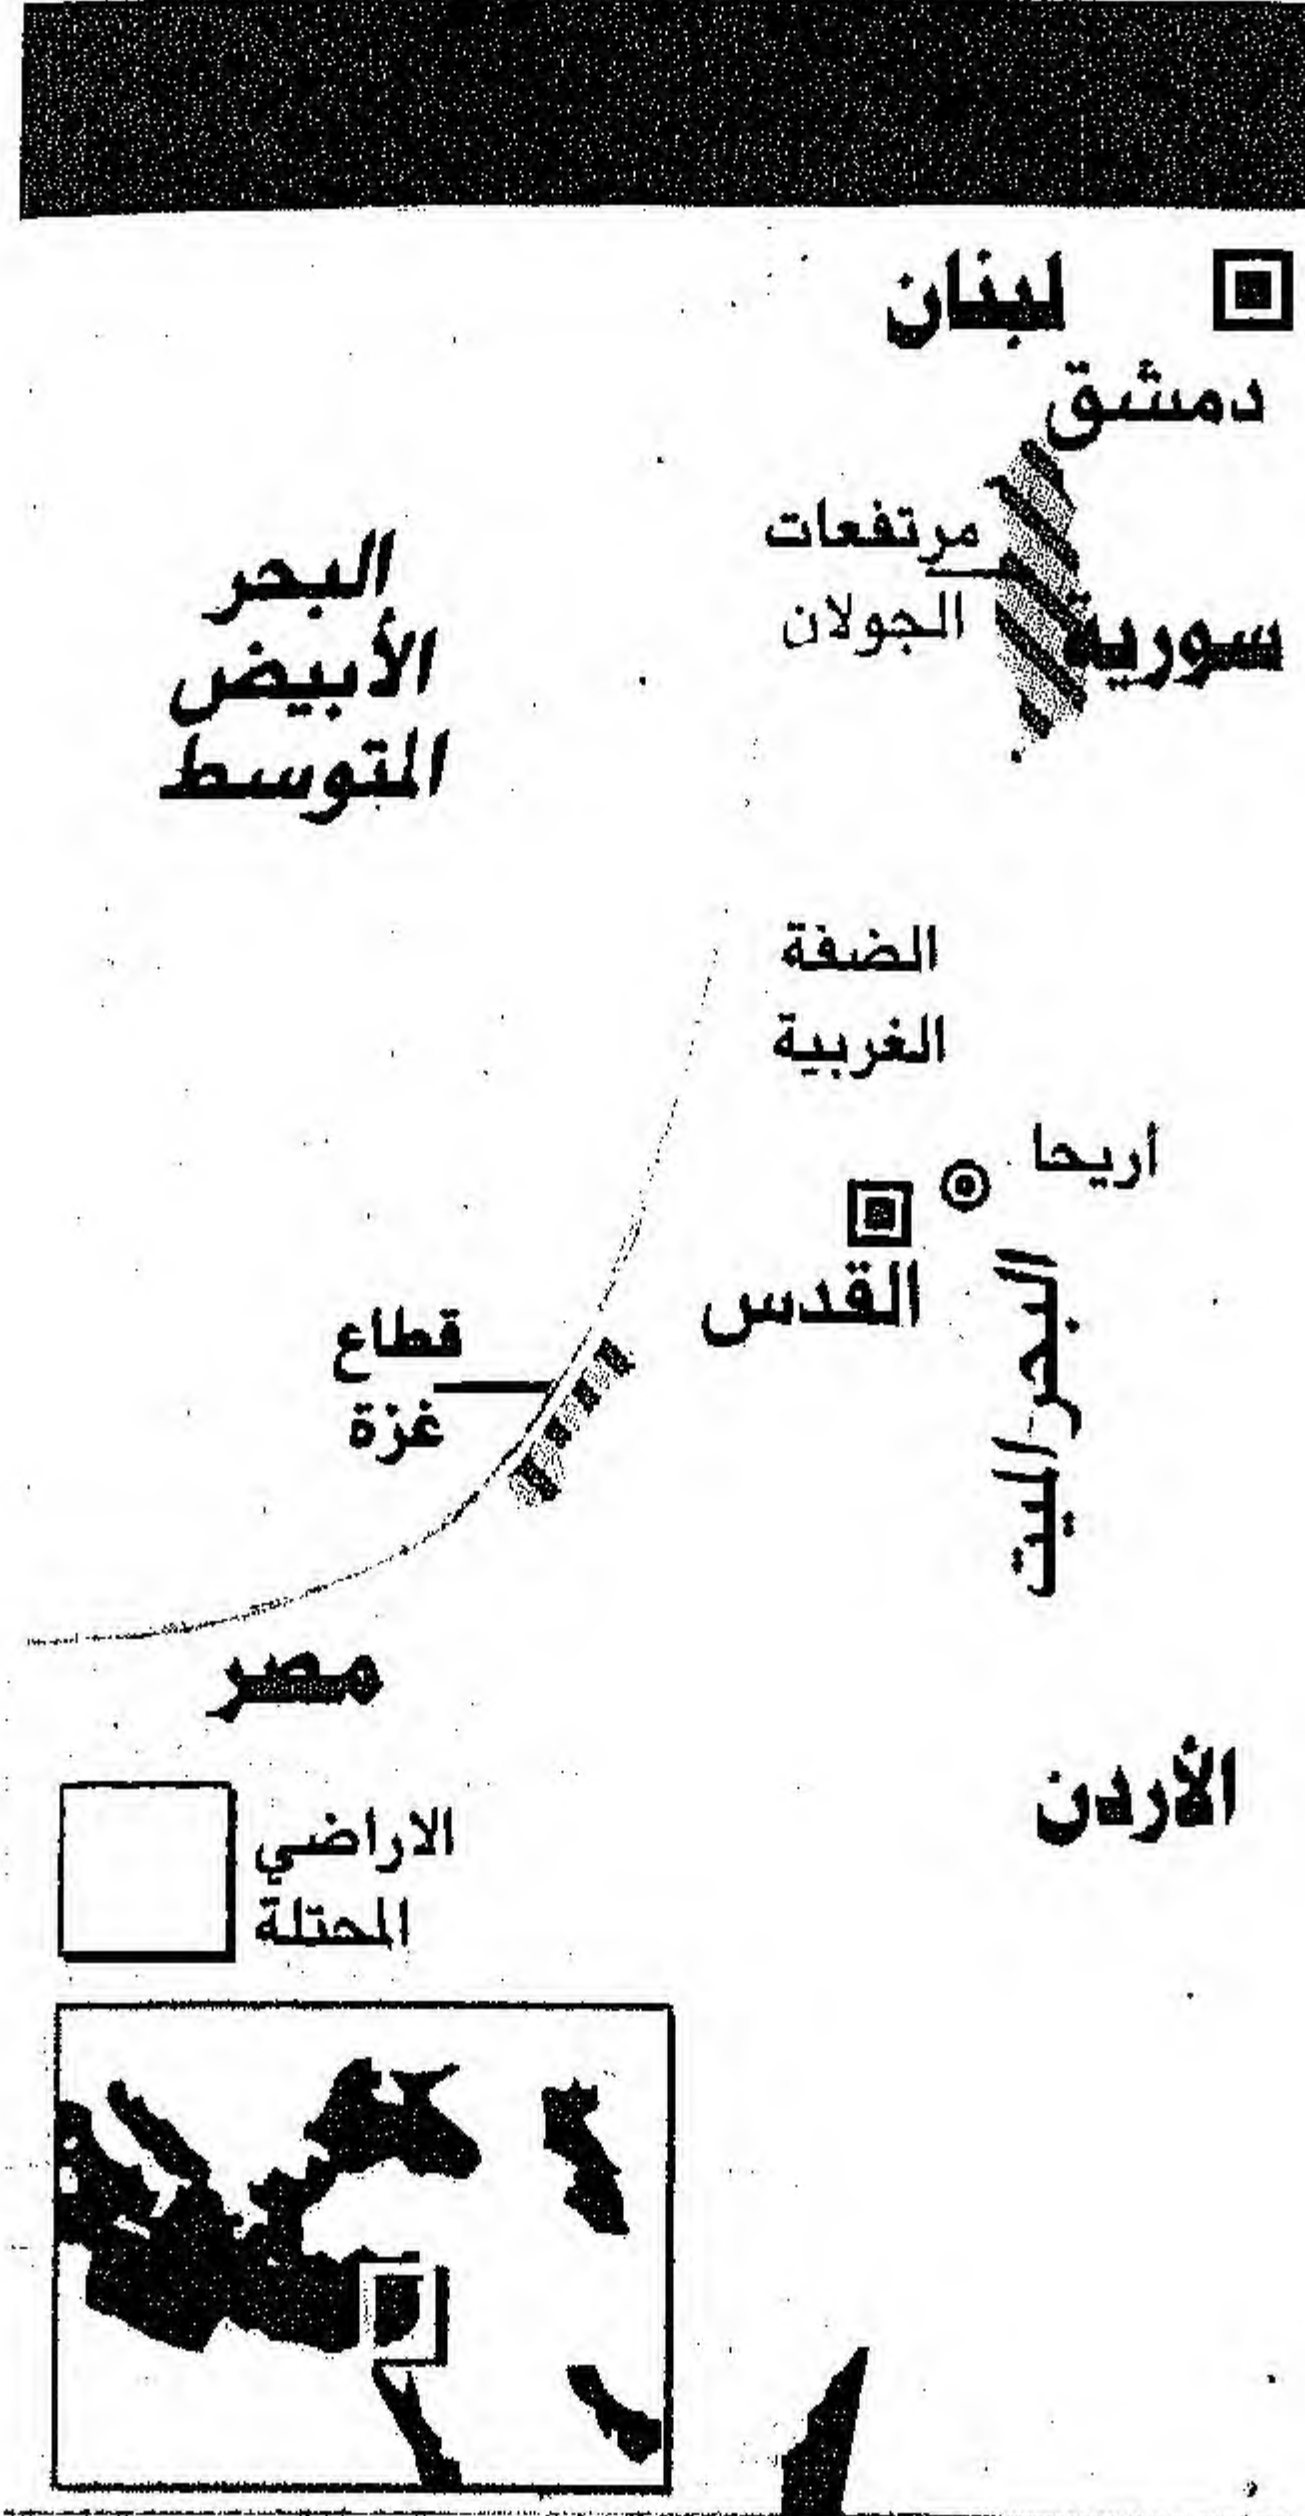 لبنان
دمشق
مرتفعات
الجولان
سورية
البحر
الأبيض
المتوسط
الضفة
الغربية
أريحا
القدس
البحر الميت
قطاع
غزة
مصر
الأردن
الاراضي
المحتلة